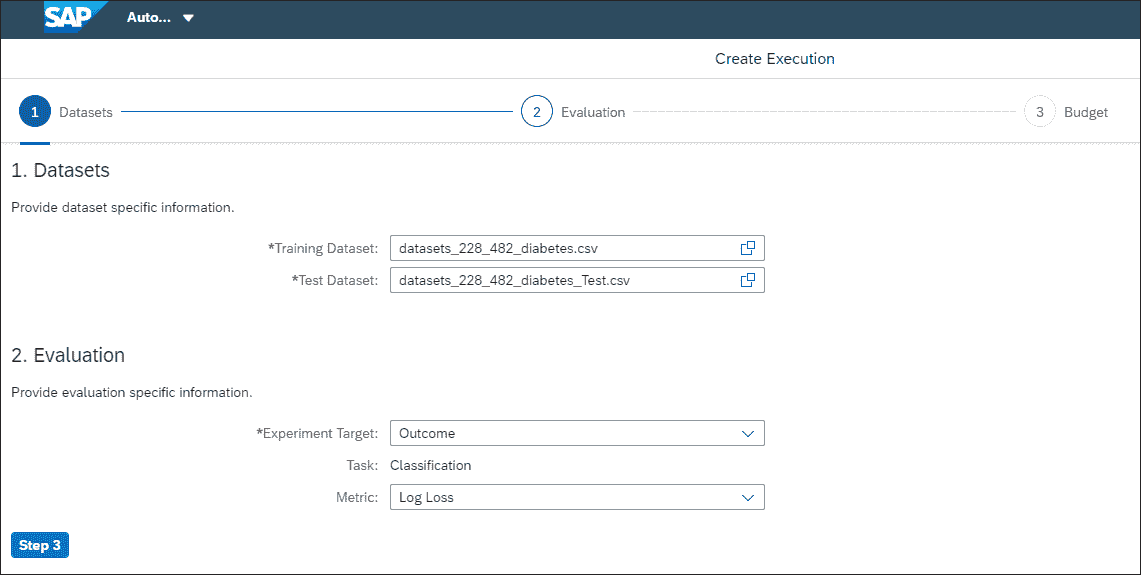 SAP Auto...
Create Execution
1 Datasets 2 Evaluation 3 Budget
1. Datasets
Provide dataset specific information.
*Training Dataset: datasets_228_482_diabetes.csv
*Test Dataset: datasets_228_482_diabetes_Test.csv
2. Evaluation
Provide evaluation specific information.
*Experiment Target: Outcome
Task: Classification
Metric: Log Loss
Step 3